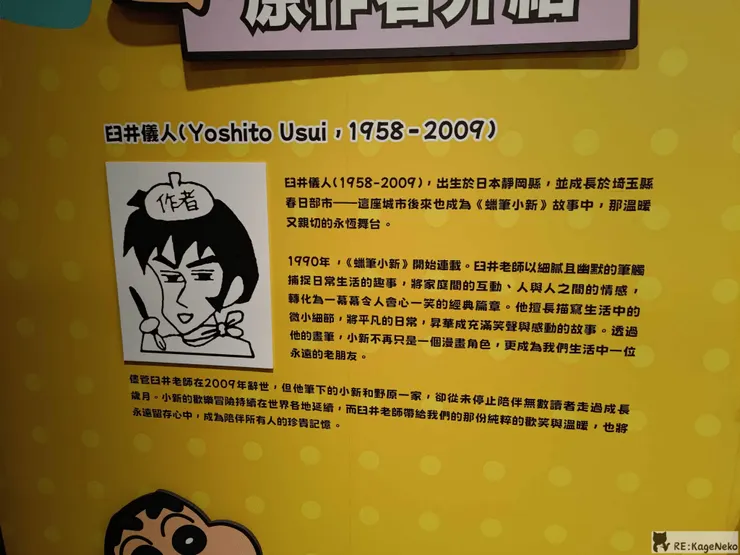 原作者介紹
臼井儀人(Yoshito Usui，1958-2009)
作者
臼井儀人(1958-2009)，出生於日本靜岡縣，並成長於埼玉縣
春日部市——這座城市後來也成為《蠟筆小新》故事中，那溫暖
又親切的永恆舞台。
1990年，《蠟筆小新》開始連載。臼井老師以細膩且幽默的筆觸
捕捉日常生活的趣事，將家庭間的互動、人與人之間的情感，
轉化為一幕幕令人會心一笑的經典篇章。他擅長描寫生活中的
微小細節，將平凡的日常，昇華成充滿笑聲與感動的故事。透過
他的畫筆，小新不再只是一個漫畫角色，更成為我們生活中一位
永遠的老朋友。
儘管臼井老師在2009年辭世，但他筆下的小新和野原一家，卻從未停止陪伴無數讀者走過成長
歲月。小新的歡樂冒險持續在世界各地延續，而臼井老師帶給我們的那份純粹的歡笑與溫暖，也將
永遠留存心中，成為陪伴所有人的珍貴記憶。
RE:KageNeko